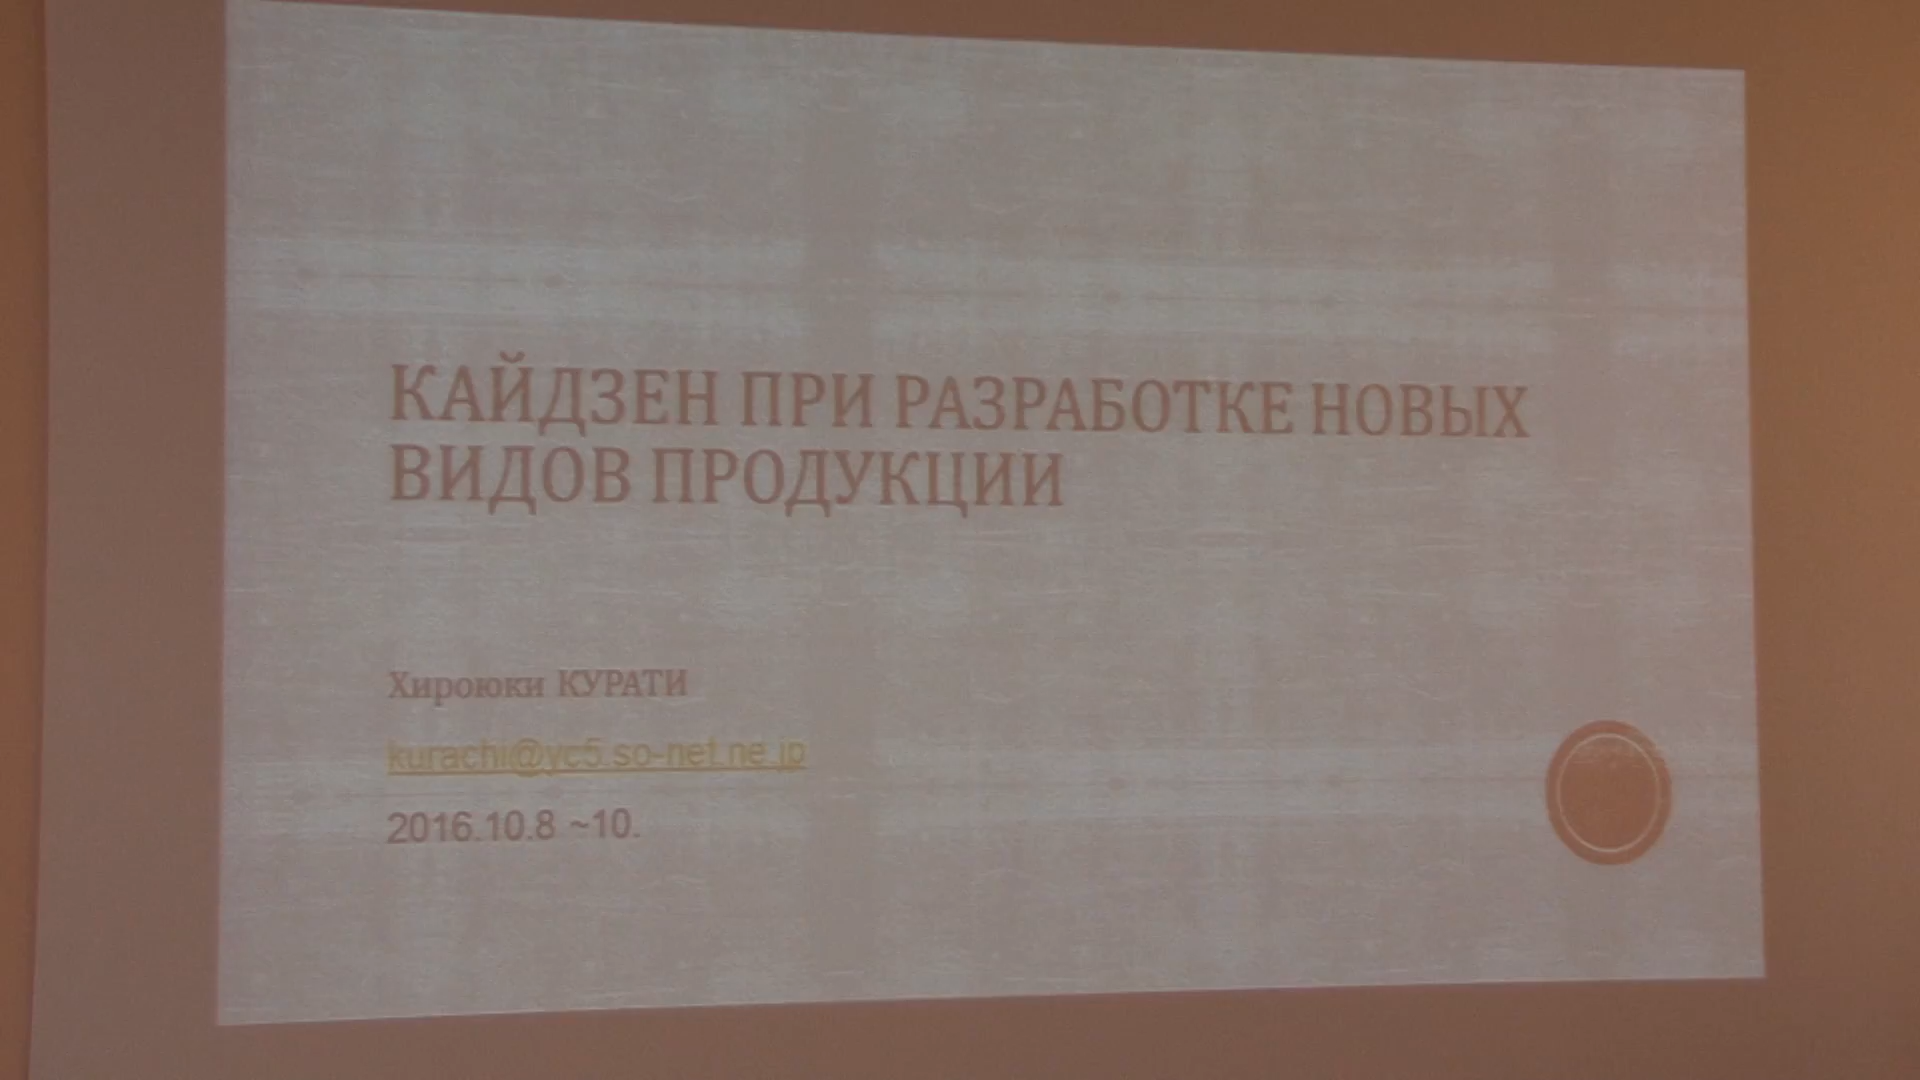 КАЙДЗЕН ПРИ РАЗРАБОТКЕ НОВЫХ
ВИДОВ ПРОДУКЦИИ
Хироюки КУРАТИ
kurachi@yc5.so-net.ne.jp
2016.10.8 ~10.